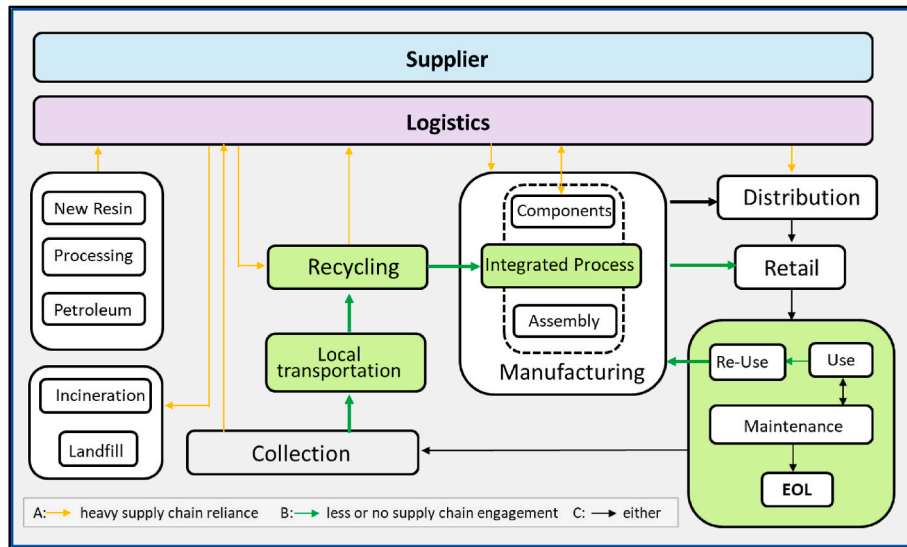 Supplier
Logistics
New Resin
Processing
Petroleum
Incineration
Landfill
Recycling
Local
transportation
Collection
Components
Integrated Process
Assembly
Manufacturing
Distribution
Retail
Re-Use
Use
Maintenance
EOL
A: heavy supply chain reliance B: less or no supply chain engagement C: either